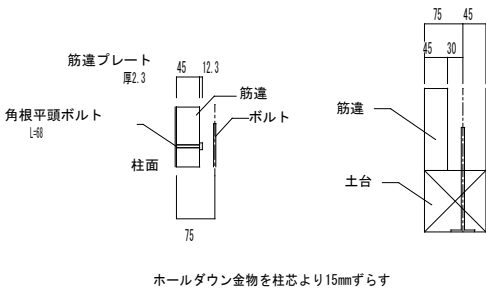 75 45
45 30
筋違プレート
厚2.3
45 12.3
筋違
ボルト
角根平頭ボルト
L=68
柱面
75
筋違
土台
ホールダウン金物を柱芯より15mmずらす